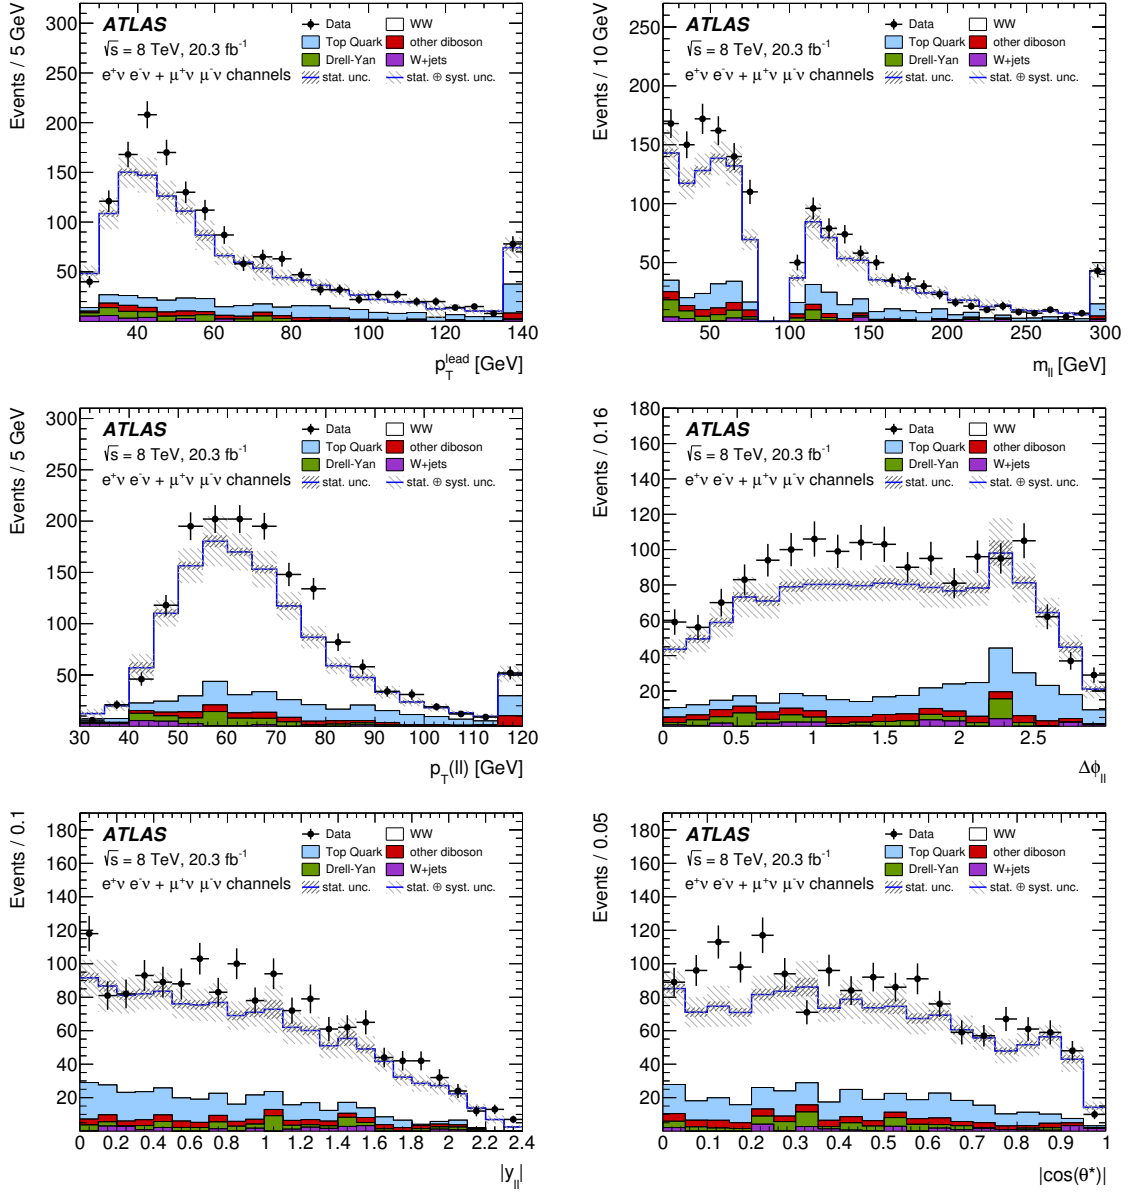 Events / 5 GeV
300
250
200
150
100
50
ATLAS
√s = 8 TeV, 20.3 fb⁻¹
e⁺ν e⁻ν + μ⁺ν μ⁻ν channels
Data
WW
Top Quark
other diboson
Drell-Yan
W+jets
stat. unc.
stat. ⊕ syst. unc.
40 60 80 100 120 140
p_T^lead [GeV]
Events / 10 GeV
250
200
150
100
50
ATLAS
√s = 8 TeV, 20.3 fb⁻¹
e⁺ν e⁻ν + μ⁺ν μ⁻ν channels
Data
WW
Top Quark
other diboson
Drell-Yan
W+jets
stat. unc.
stat. ⊕ syst. unc.
50 100 150 200 250 300
m_ll [GeV]
Events / 5 GeV
300
250
200
150
100
50
ATLAS
√s = 8 TeV, 20.3 fb⁻¹
e⁺ν e⁻ν + μ⁺ν μ⁻ν channels
Data
WW
Top Quark
other diboson
Drell-Yan
W+jets
stat. unc.
stat. ⊕ syst. unc.
30 40 50 60 70 80 90 100 110 120
p_T(ll) [GeV]
Events / 0.16
180
160
140
120
100
80
60
40
20
ATLAS
√s = 8 TeV, 20.3 fb⁻¹
e⁺ν e⁻ν + μ⁺ν μ⁻ν channels
Data
WW
Top Quark
other diboson
Drell-Yan
W+jets
stat. unc.
stat. ⊕ syst. unc.
0 0.5 1 1.5 2 2.5
Δϕ_ll
Events / 0.1
180
160
140
120
100
80
60
40
20
ATLAS
√s = 8 TeV, 20.3 fb⁻¹
e⁺ν e⁻ν + μ⁺ν μ⁻ν channels
Data
WW
Top Quark
other diboson
Drell-Yan
W+jets
stat. unc.
stat. ⊕ syst. unc.
0 0.2 0.4 0.6 0.8 1 1.2 1.4 1.6 1.8 2 2.2 2.4
|y_ll|
Events / 0.05
180
160
140
120
100
80
60
40
20
ATLAS
√s = 8 TeV, 20.3 fb⁻¹
e⁺ν e⁻ν + μ⁺ν μ⁻ν channels
Data
WW
Top Quark
other diboson
Drell-Yan
W+jets
stat. unc.
stat. ⊕ syst. unc.
0 0.1 0.2 0.3 0.4 0.5 0.6 0.7 0.8 0.9 1
|cos(θ*)|